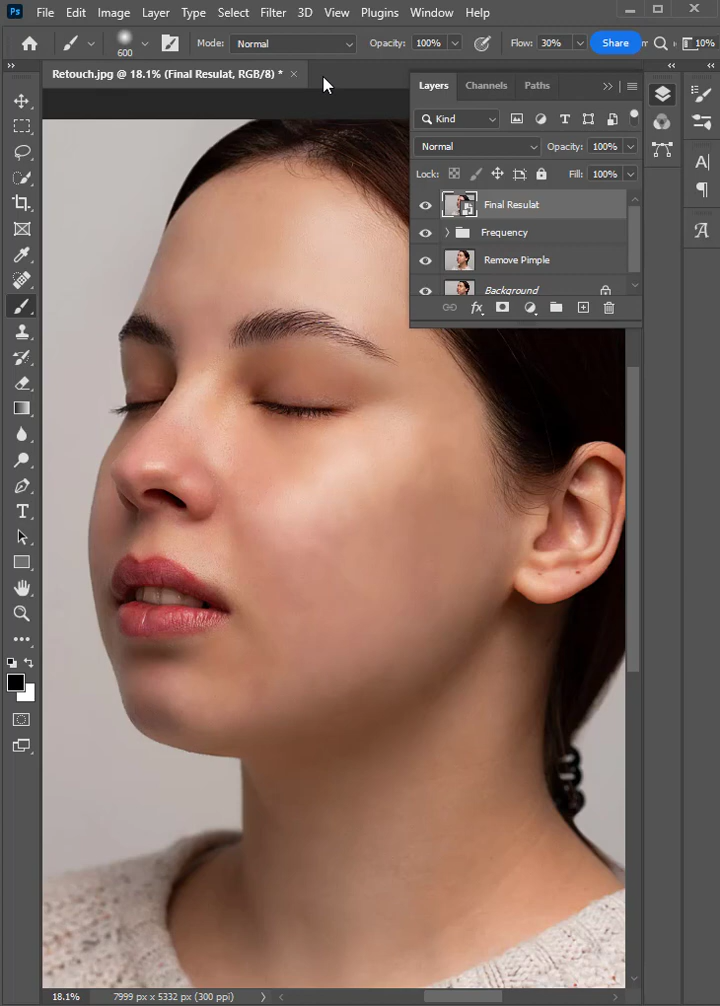 Ps File Edit Image Layer Type Select Filter 3D View Plugins Window Help
600 Mode: Normal Opacity: 100% Flow: 30% Share 10%
Retouch.jpg @ 18.1% (Final Resulat, RGB/8) * ×
Layers Channels Paths
Kind
Normal Opacity: 100%
Lock: Fill: 100%
Final Resulat
Frequency
Remove Pimple
Background
fx
18.1% 7999 px x 5332 px (300 ppi)